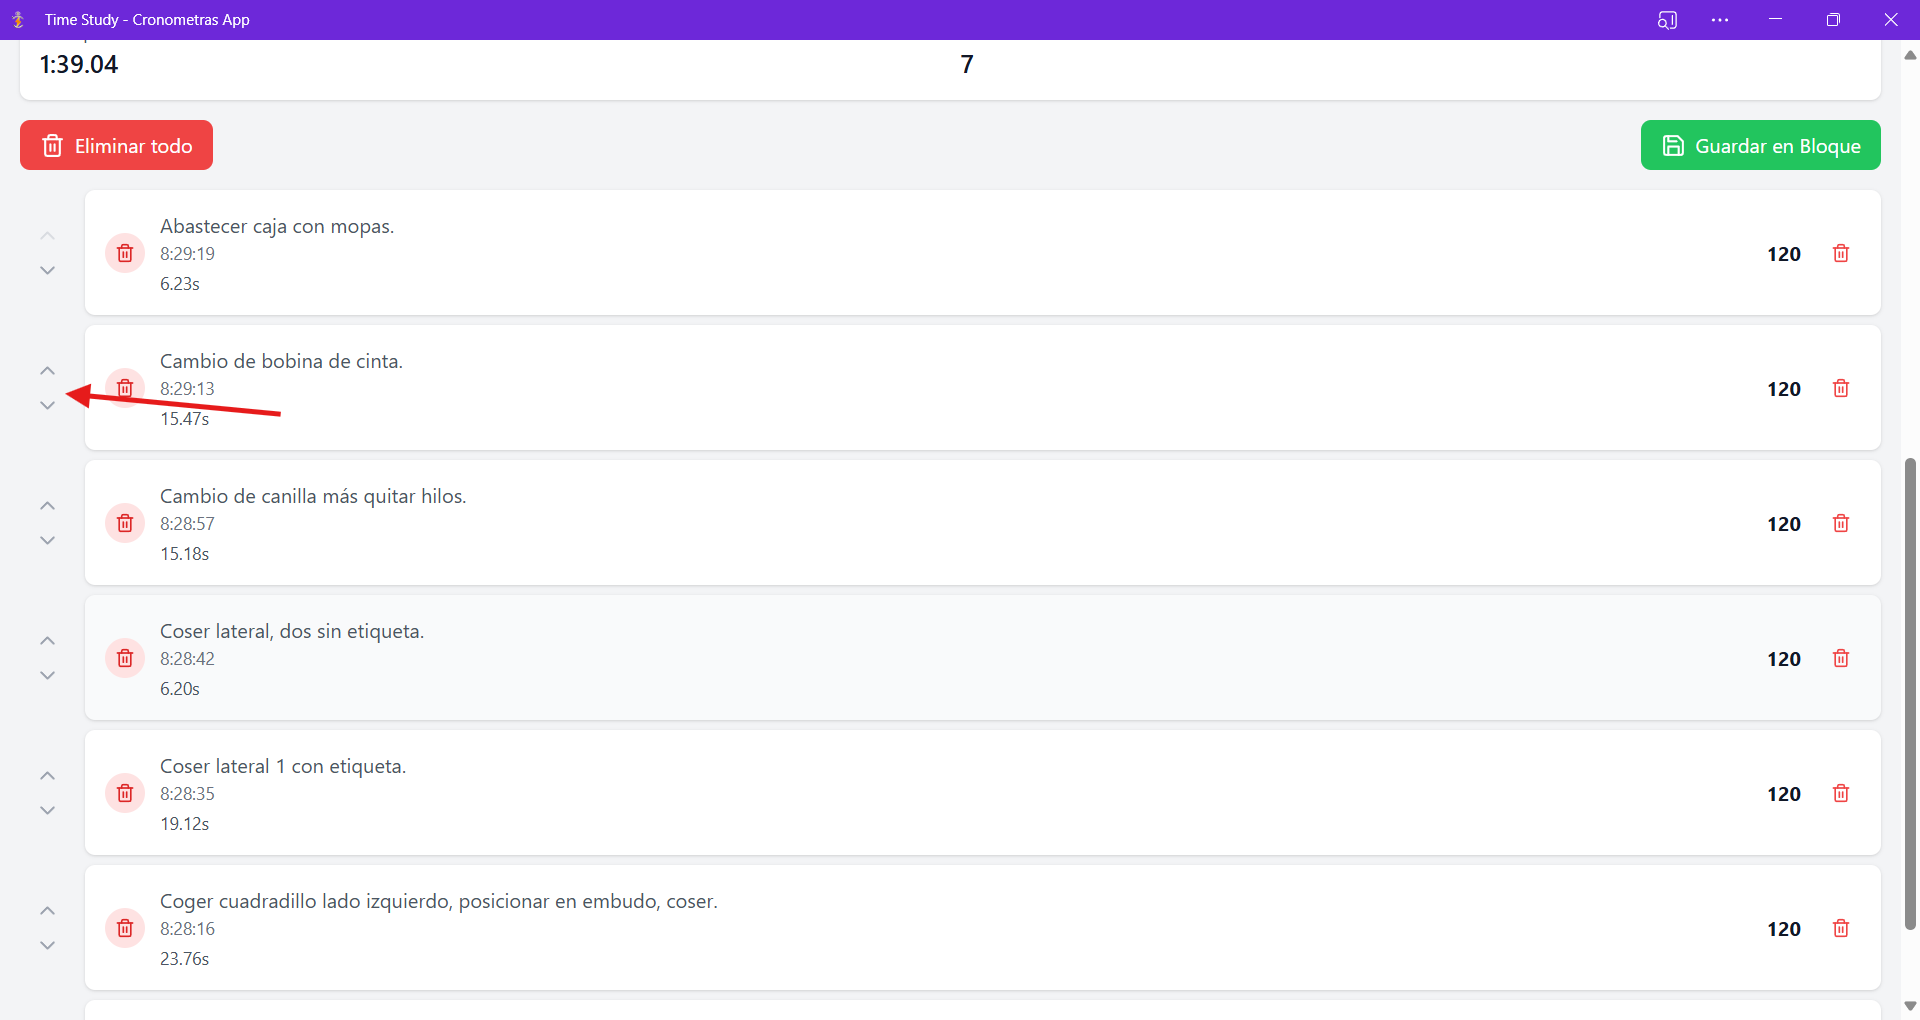 Time Study - Cronometras App
1:39.04
7
Eliminar todo
Guardar en Bloque
Abastecer caja con mopas.
8:29:19
6.23s
120
Cambio de bobina de cinta.
8:29:13
15.47s
120
Cambio de canilla más quitar hilos.
8:28:57
15.18s
120
Coser lateral, dos sin etiqueta.
8:28:42
6.20s
120
Coser lateral 1 con etiqueta.
8:28:35
19.12s
120
Coger cuadradillo lado izquierdo, posicionar en embudo, coser.
8:28:16
23.76s
120